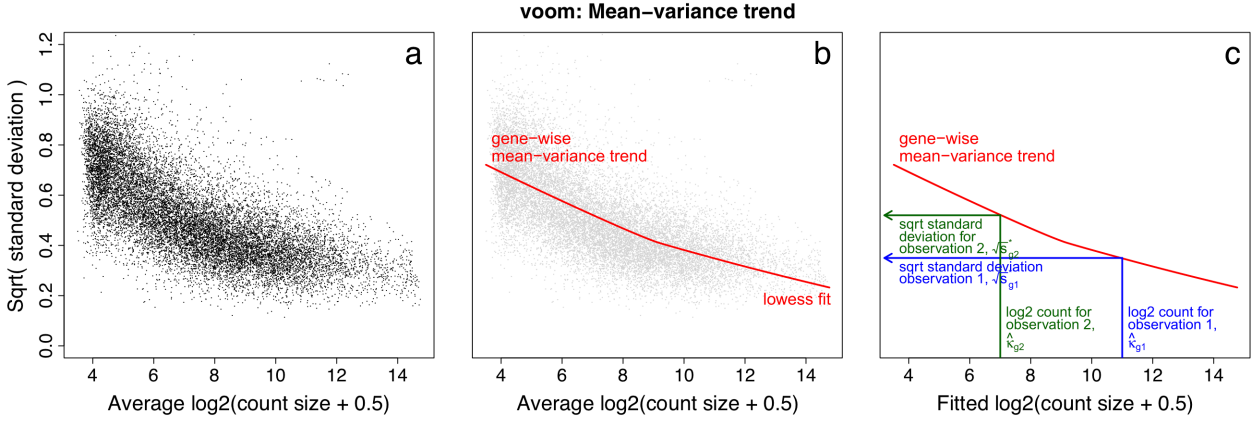 voom: Mean−variance trend
Sqrt( standard deviation )
0.0 0.2 0.4 0.6 0.8 1.0 1.2
a
4 6 8 10 12 14
Average log2(count size + 0.5)
b
gene−wise
mean−variance trend
lowess fit
4 6 8 10 12 14
Average log2(count size + 0.5)
c
gene−wise
mean−variance trend
sqrt standard
deviation for
observation 2, √s*g2
sqrt standard deviation
observation 1, √sg1
log2 count for
observation 2,
κ̂g2
log2 count for
observation 1,
κ̂g1
4 6 8 10 12 14
Fitted log2(count size + 0.5)